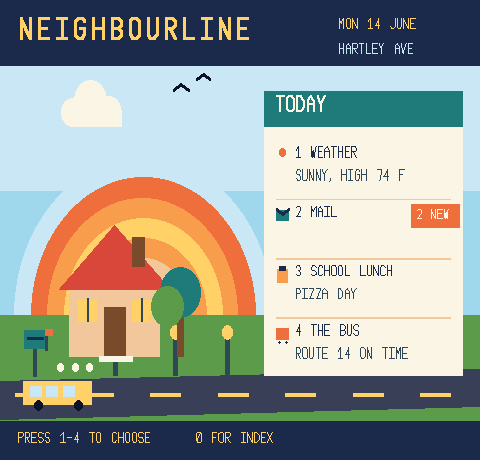 NEIGHBOURLINE
MON 14 JUNE
HARTLEY AVE
TODAY
1 WEATHER
SUNNY, HIGH 74 F
2 MAIL
2 NEW
3 SCHOOL LUNCH
PIZZA DAY
4 THE BUS
ROUTE 14 ON TIME
PRESS 1-4 TO CHOOSE
0 FOR INDEX